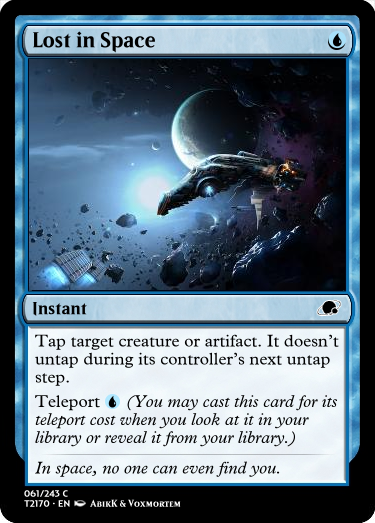 Lost in Space
Instant
Tap target creature or artifact. It doesn't
untap during its controller's next untap
step.
Teleport (You may cast this card for its
teleport cost when you look at it in your
library or reveal it from your library.)
In space, no one can even find you.
061/243 C
T2170 · EN ABIKK & VOXMORTEM